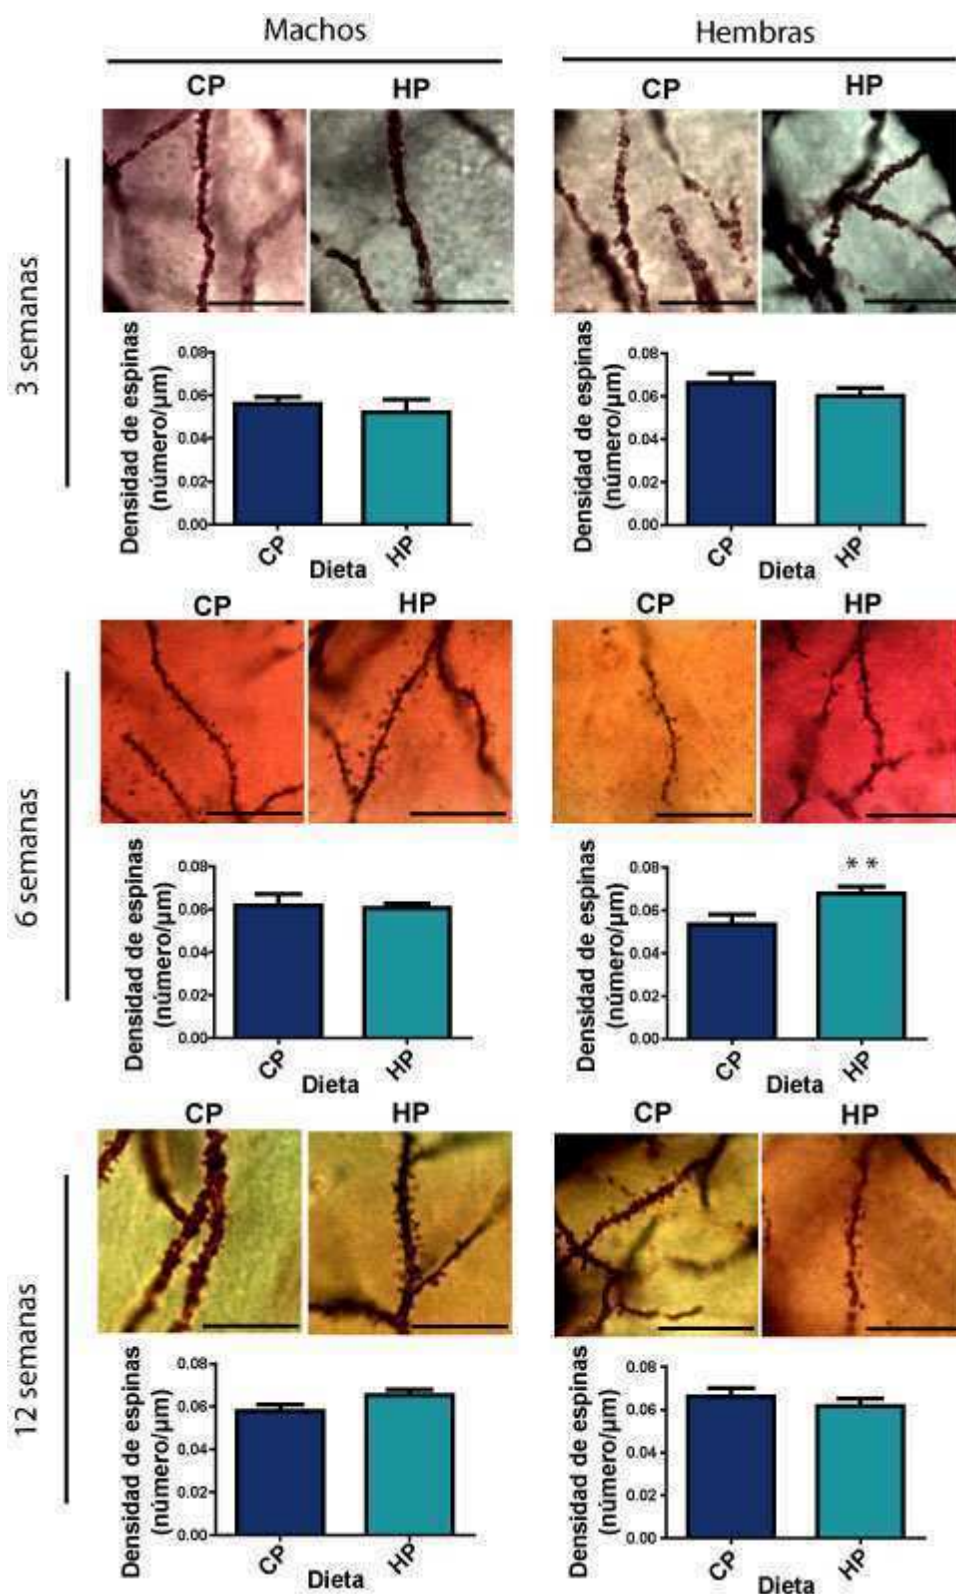 Machos
Hembras
CP
HP
CP
HP
3 semanas
Densidad de espinas
(número/µm)
0.08
0.06
0.04
0.02
0.00
CP
HP
Dieta
Densidad de espinas
(número/µm)
0.08
0.06
0.04
0.02
0.00
CP
HP
Dieta
CP
HP
CP
HP
6 semanas
Densidad de espinas
(número/µm)
0.08
0.06
0.04
0.02
0.00
CP
HP
Dieta
Densidad de espinas
(número/µm)
0.08
0.06
0.04
0.02
0.00
**
CP
HP
Dieta
CP
HP
CP
HP
12 semanas
Densidad de espinas
(número/µm)
0.08
0.06
0.04
0.02
0.00
CP
HP
Dieta
Densidad de espinas
(número/µm)
0.08
0.06
0.04
0.02
0.00
CP
HP
Dieta